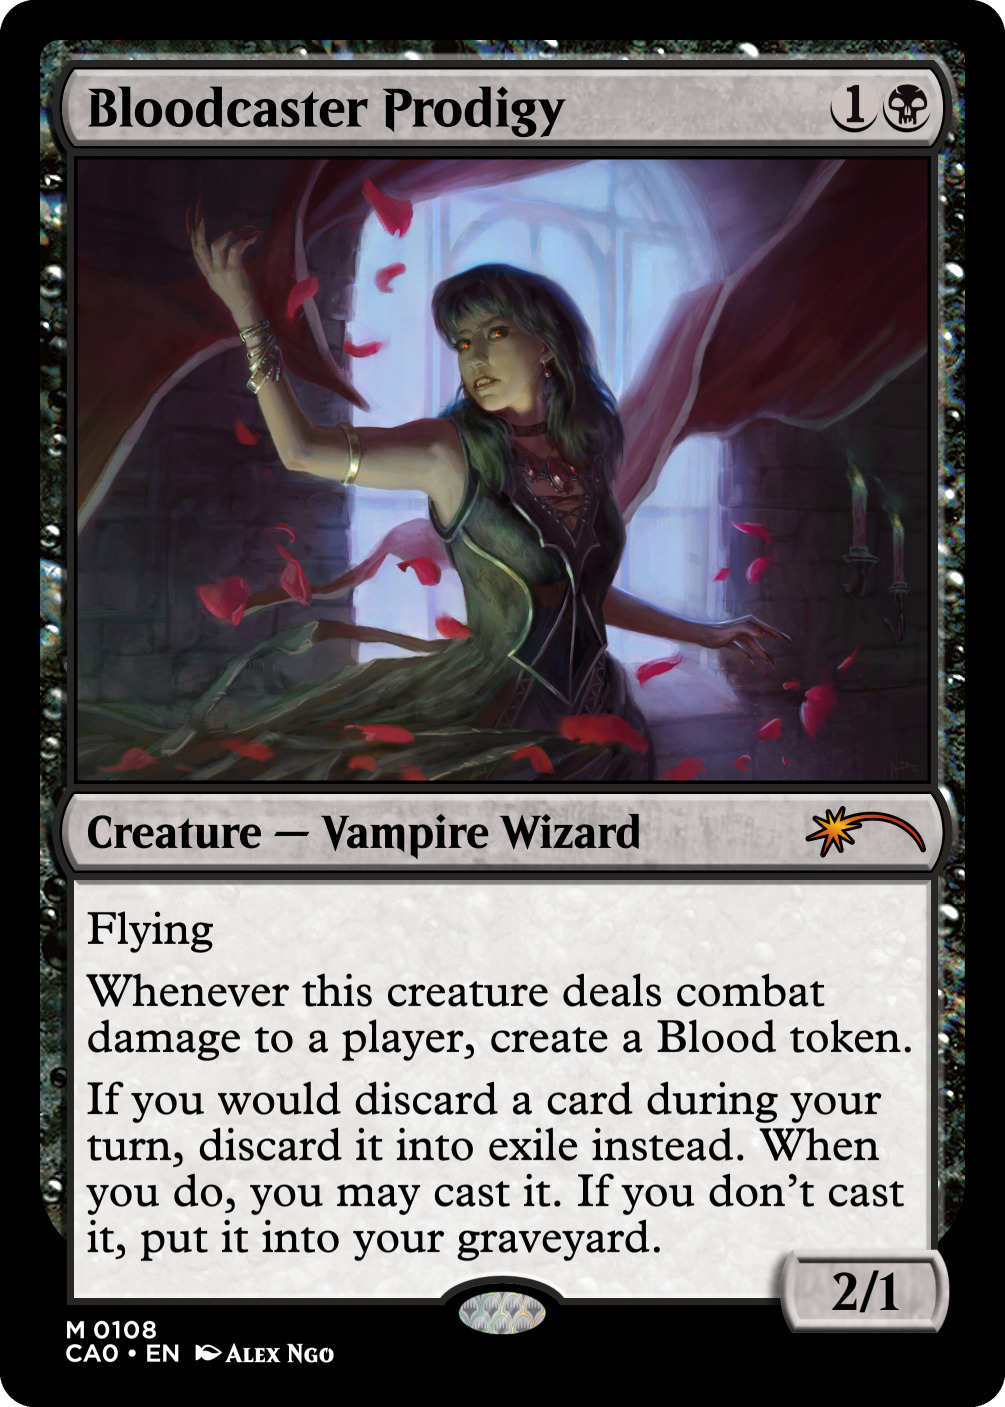 Bloodcaster Prodigy 1
Creature — Vampire Wizard
Flying
Whenever this creature deals combat
damage to a player, create a Blood token.
If you would discard a card during your
turn, discard it into exile instead. When
you do, you may cast it. If you don't cast
it, put it into your graveyard.
2/1
M 0108
CAO • EN ALEX NGO